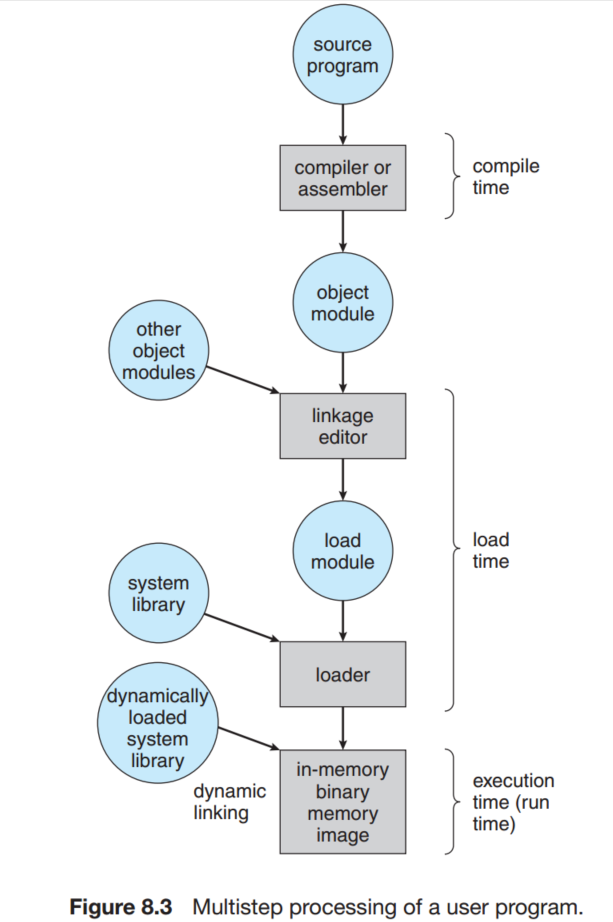 source
program
compiler or
assembler
compile
time
object
module
other
object
modules
linkage
editor
load
module
load
time
system
library
loader
dynamically
loaded
system
library
dynamic
linking
in-memory
binary
memory
image
execution
time (run
time)
Figure 8.3 Multistep processing of a user program.